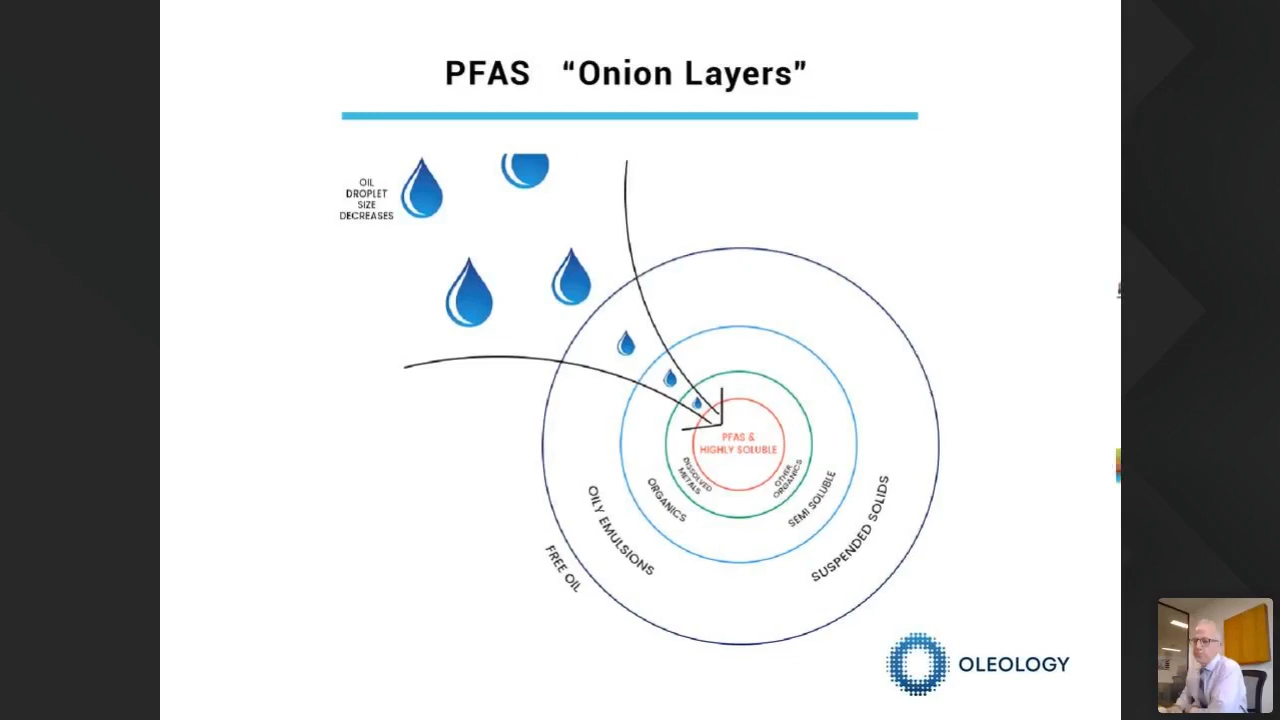 PFAS “Onion Layers”
OIL
DROPLET
SIZE
DECREASES
PFAS &
HIGHLY SOLUBLE
DISSOLVED
METALS
OTHER
ORGANICS
ORGANICS
SEMI SOLUBLE
OILY EMULSIONS
SUSPENDED SOLIDS
FREE OIL
OLEOLOGY